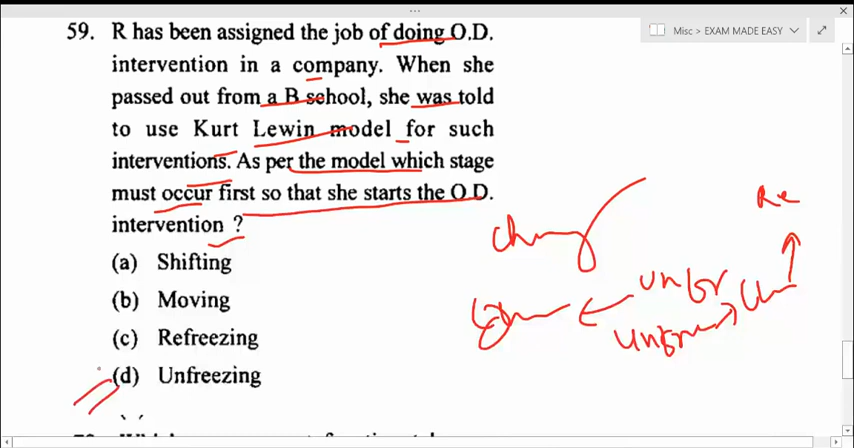 Misc > EXAM MADE EASY
59. R has been assigned the job of doing O.D.
intervention in a company. When she
passed out from a B school, she was told
to use Kurt Lewin model for such
interventions. As per the model which stage
must occur first so that she starts the O.D.
intervention ?
(a) Shifting
(b) Moving
(c) Refreezing
(d) Unfreezing
Re